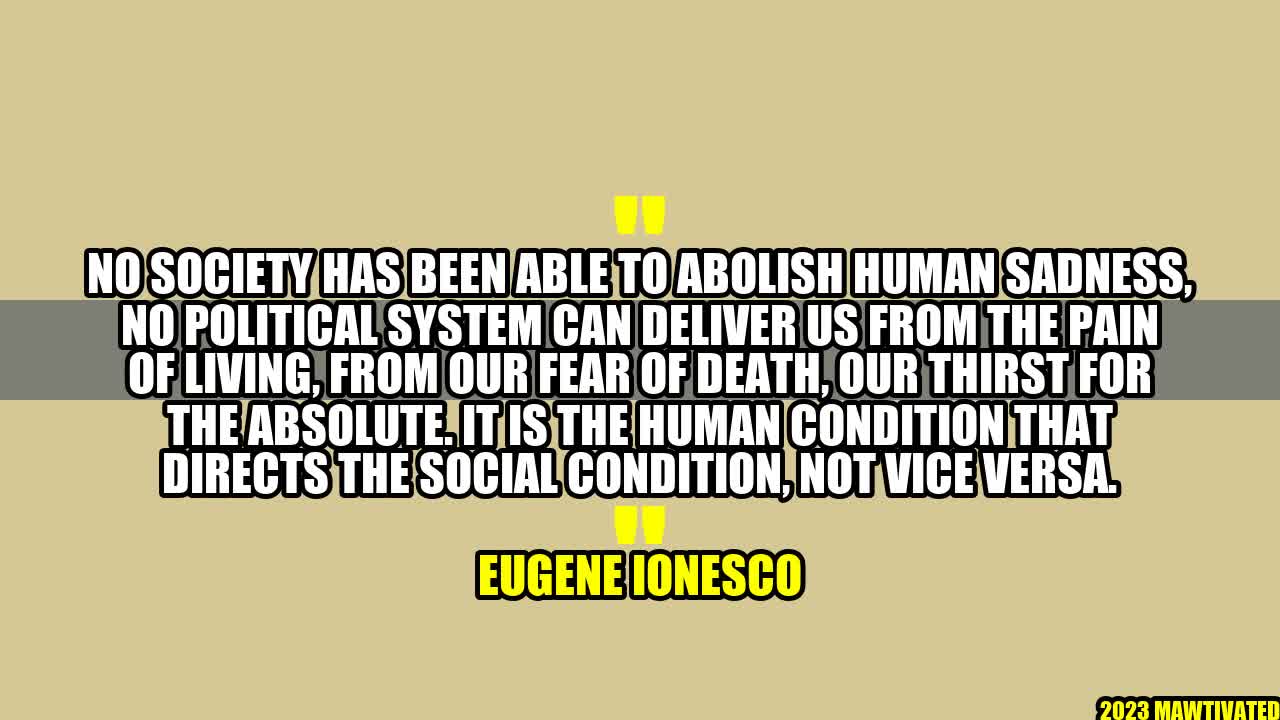 "
NO SOCIETY HAS BEEN ABLE TO ABOLISH HUMAN SADNESS,
NO POLITICAL SYSTEM CAN DELIVER US FROM THE PAIN
OF LIVING, FROM OUR FEAR OF DEATH, OUR THIRST FOR
THE ABSOLUTE. IT IS THE HUMAN CONDITION THAT
DIRECTS THE SOCIAL CONDITION, NOT VICE VERSA.
"
EUGENE IONESCO
2023 MAWTIVATED